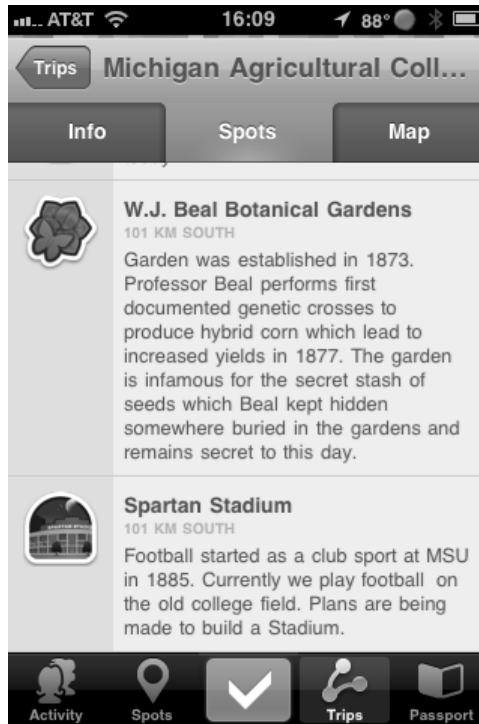 AT&T 16:09 88°
Trips Michigan Agricultural Coll...
Info Spots Map
W.J. Beal Botanical Gardens
101 KM SOUTH
Garden was established in 1873.
Professor Beal performs first
documented genetic crosses to
produce hybrid corn which lead to
increased yields in 1877. The garden
is infamous for the secret stash of
seeds which Beal kept hidden
somewhere buried in the gardens and
remains secret to this day.
SPARTAN STADIUM
Spartan Stadium
101 KM SOUTH
Football started as a club sport at MSU
in 1885. Currently we play football on
the old college field. Plans are being
made to build a Stadium.
Activity Spots Trips Passport